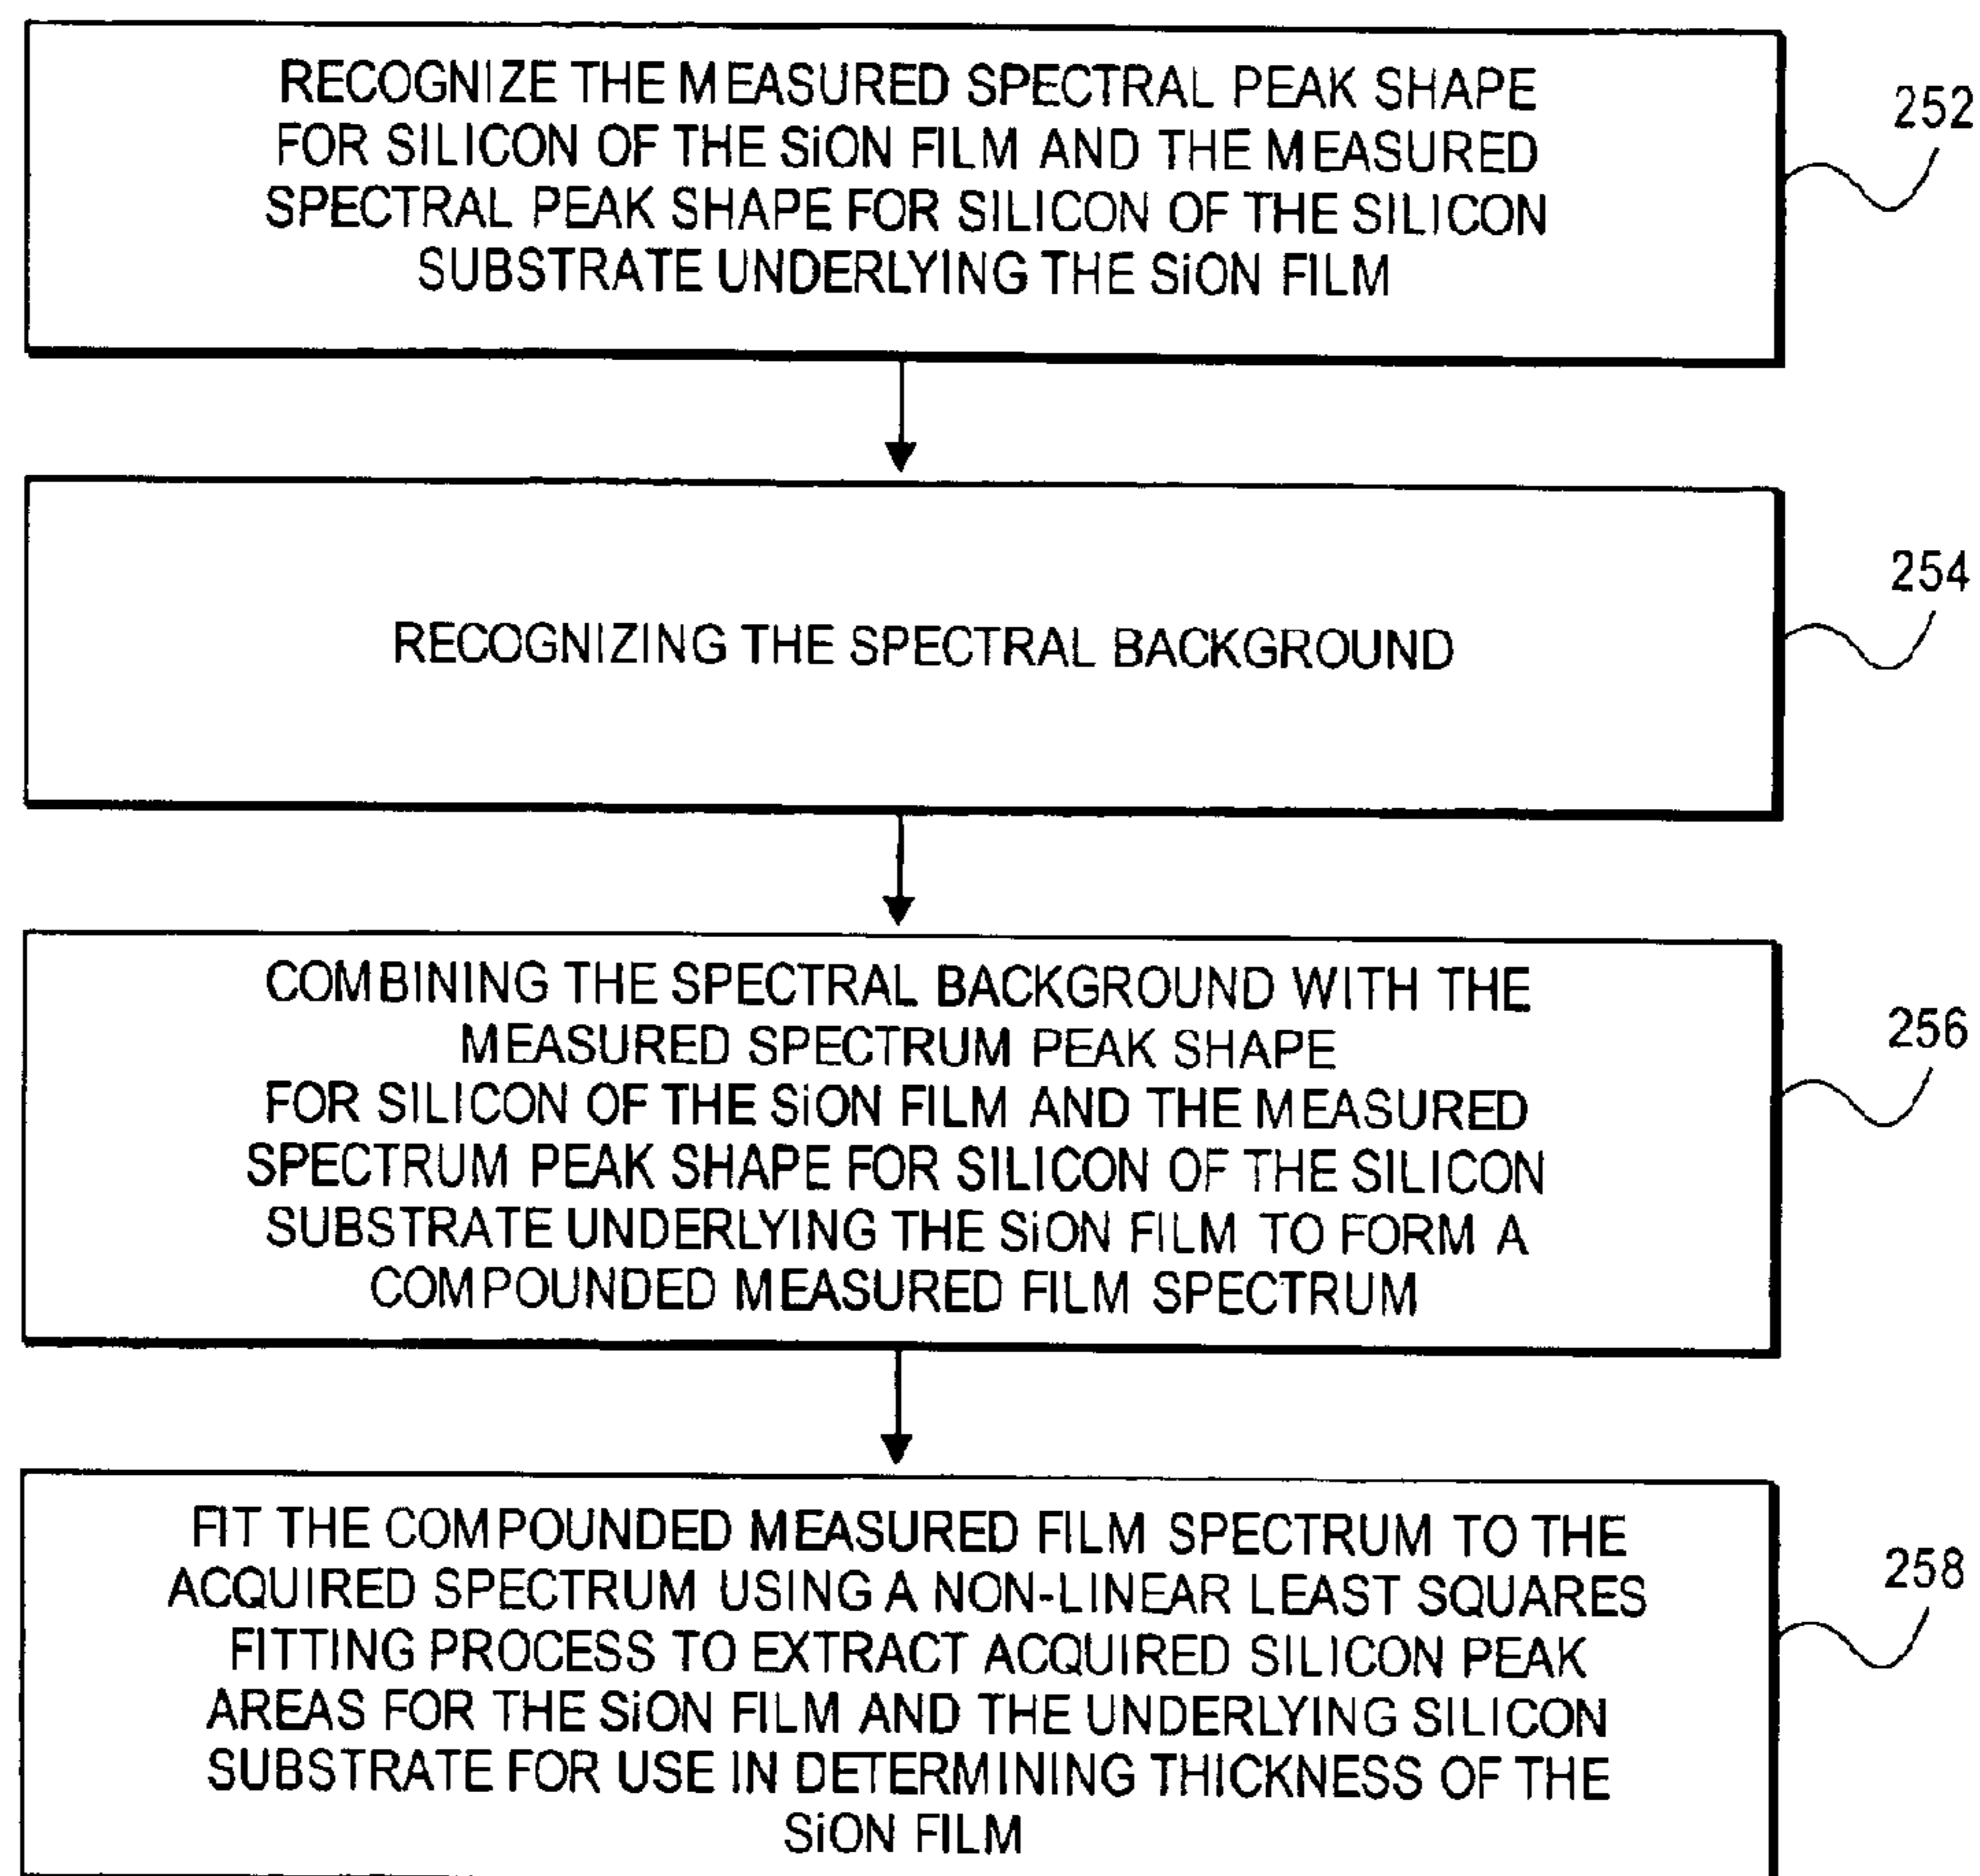 RECOGNIZE THE MEASURED SPECTRAL PEAK SHAPE
FOR SILICON OF THE SiON FILM AND THE MEASURED
SPECTRAL PEAK SHAPE FOR SILICON OF THE SILICON
SUBSTRATE UNDERLYING THE SiON FILM
252
RECOGNIZING THE SPECTRAL BACKGROUND
254
COMBINING THE SPECTRAL BACKGROUND WITH THE
MEASURED SPECTRUM PEAK SHAPE
FOR SILICON OF THE SiON FILM AND THE MEASURED
SPECTRUM PEAK SHAPE FOR SILICON OF THE SILICON
SUBSTRATE UNDERLYING THE SiON FILM TO FORM A
COMPOUNDED MEASURED FILM SPECTRUM
256
FIT THE COMPOUNDED MEASURED FILM SPECTRUM TO THE
ACQUIRED SPECTRUM USING A NON-LINEAR LEAST SQUARES
FITTING PROCESS TO EXTRACT ACQUIRED SILICON PEAK
AREAS FOR THE SiON FILM AND THE UNDERLYING SILICON
SUBSTRATE FOR USE IN DETERMINING THICKNESS OF THE
SiON FILM
258